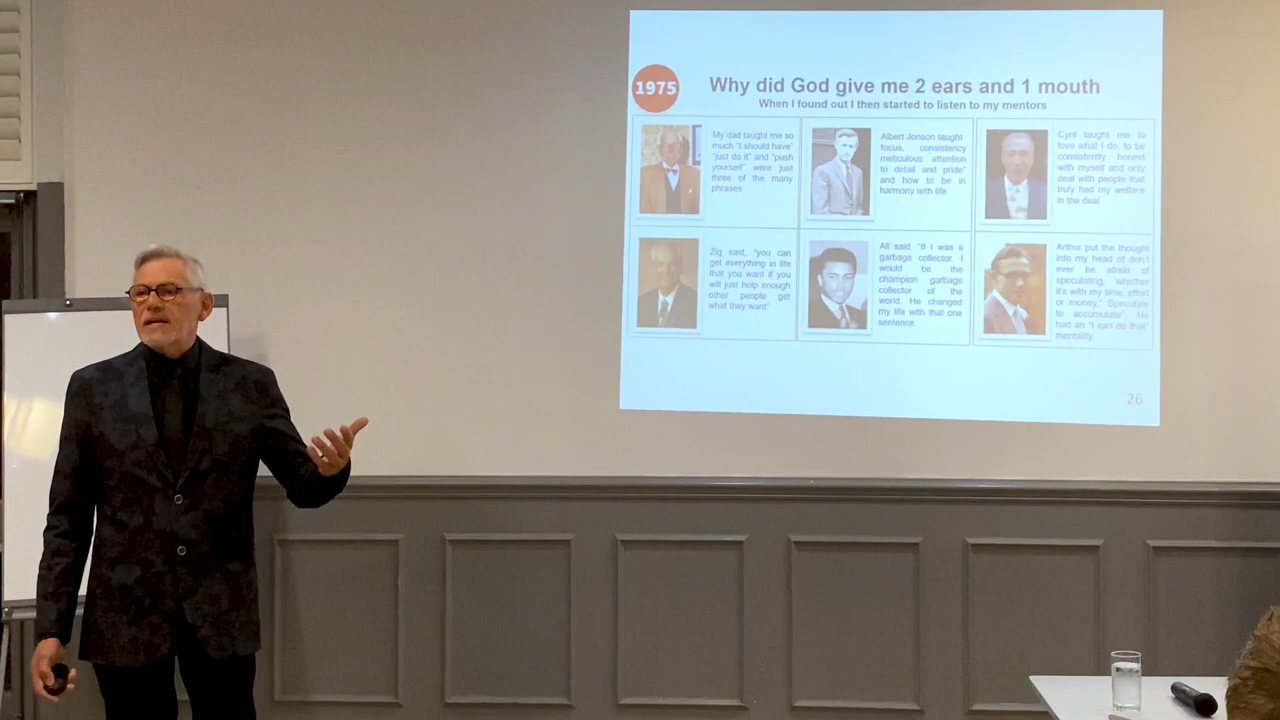 1975
Why did God give me 2 ears and 1 mouth
When I found out I then started to listen to my mentors
My dad taught me so
much "I should have"
"just do it" and "push
yourself" were just
three of the many
phrases
Albert Jonson taught
focus, consistency
meticulous attention
to detail and pride"
and how to be in
harmony with life
Cyril taught me to
love what I do, to be
consistently honest
with myself and only
deal with people that
truly had my welfare
in the deal
Zig said, "you can
get everything in life
that you want if you
will just help enough
other people get
what they want"
Ali said, "If I was a
garbage collector, I
would be the
champion garbage
collector of the
world. He changed
my life with that one
sentence.
Arthur put the thought
into my head of don't
ever be afraid of
speculating, whether
it's with my time, effort
or money," Speculate
to accumulate". He
had an "I can do that"
mentality
26